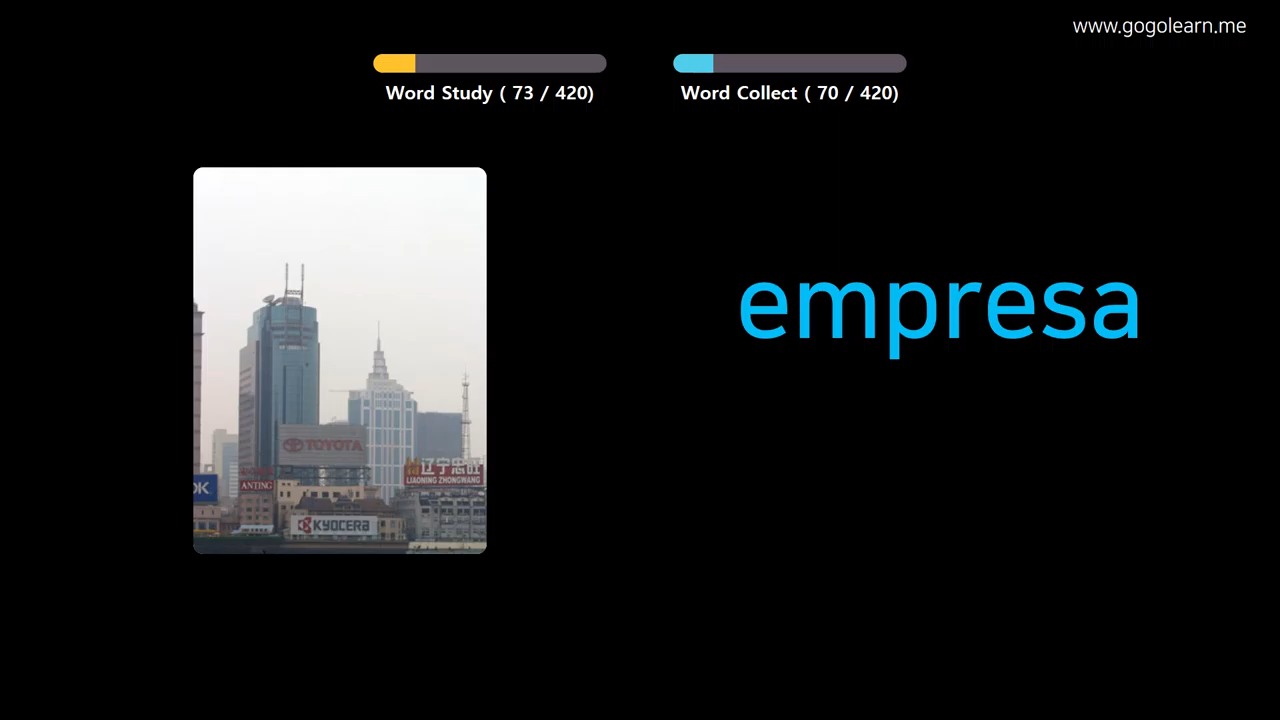 www.gogolearn.me
Word Study ( 73 / 420)
Word Collect ( 70 / 420)
empresa
TOYOTA
辽宁忠旺
LIAONING ZHONGWANG
OK
ANTING
KYOCERA